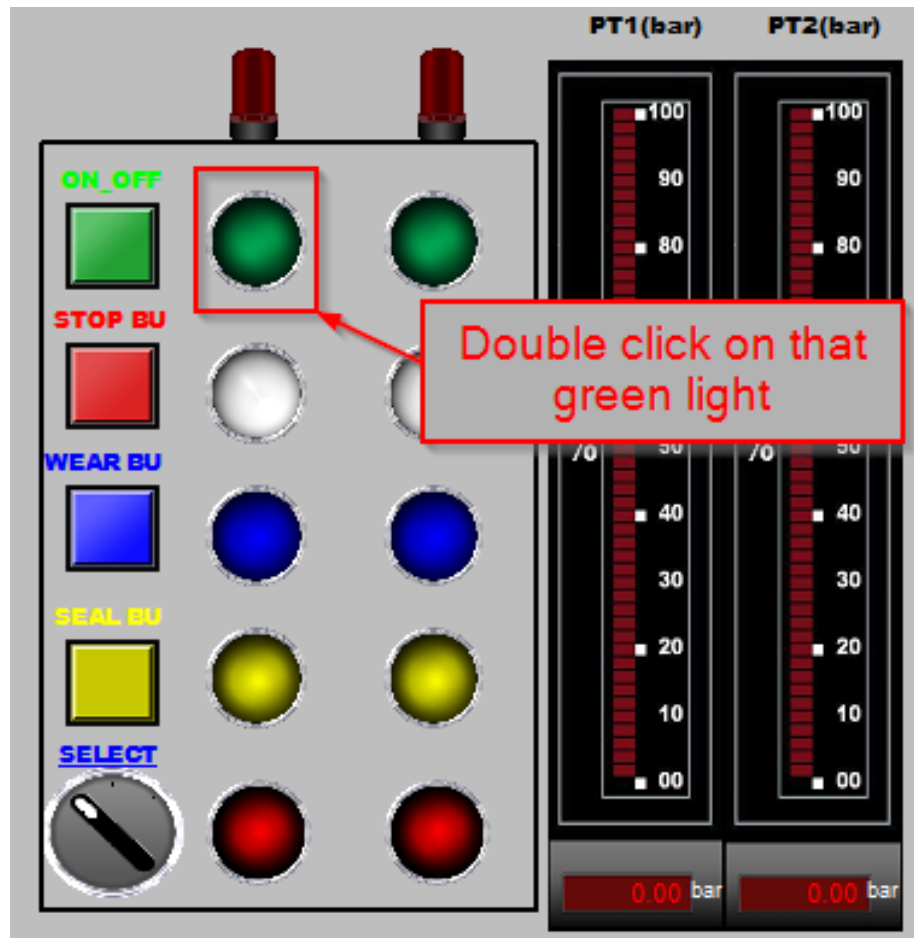 PT1(bar) PT2(bar)
100 100
ON_OFF
90 90
80 80
STOP BU
Double click on that
green light
WEAR BU
50 50
40 40
30 30
SEAL BU
20 20
10 10
SELECT
00 00
0.00 bar 0.00 bar